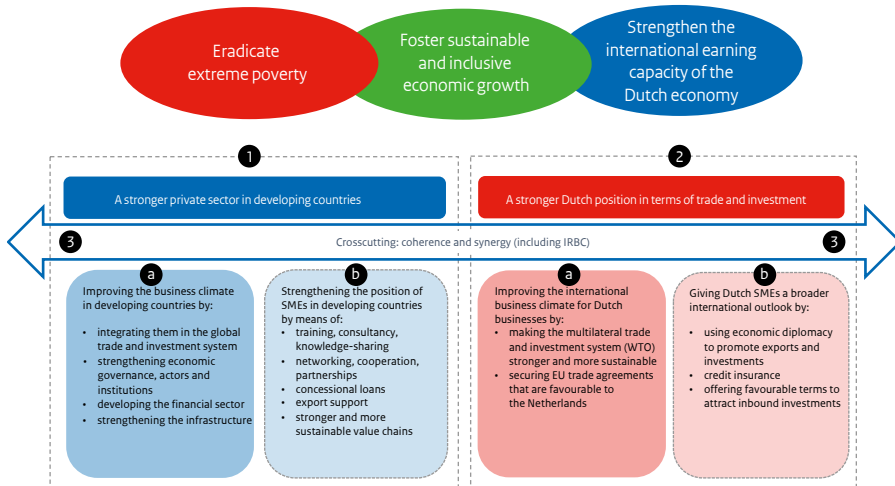 Eradicate
extreme poverty
Foster sustainable
and inclusive
economic growth
Strengthen the
international earning
capacity of the
Dutch economy
1
2
A stronger private sector in developing countries
A stronger Dutch position in terms of trade and investment
3
Crosscutting: coherence and synergy (including IRBC)
3
a
Improving the business climate
in developing countries by:
• integrating them in the global
trade and investment system
• strengthening economic
governance, actors and
institutions
• developing the financial sector
• strengthening the infrastructure
b
Strengthening the position of
SMEs in developing countries
by means of:
• training, consultancy,
knowledge-sharing
• networking, cooperation,
partnerships
• concessional loans
• export support
• stronger and more
sustainable value chains
a
Improving the international
business climate for Dutch
businesses by:
• making the multilateral trade
and investment system (WTO)
stronger and more sustainable
• securing EU trade agreements
that are favourable to
the Netherlands
b
Giving Dutch SMEs a broader
international outlook by:
• using economic diplomacy
to promote exports and
investments
• credit insurance
• offering favourable terms to
attract inbound investments